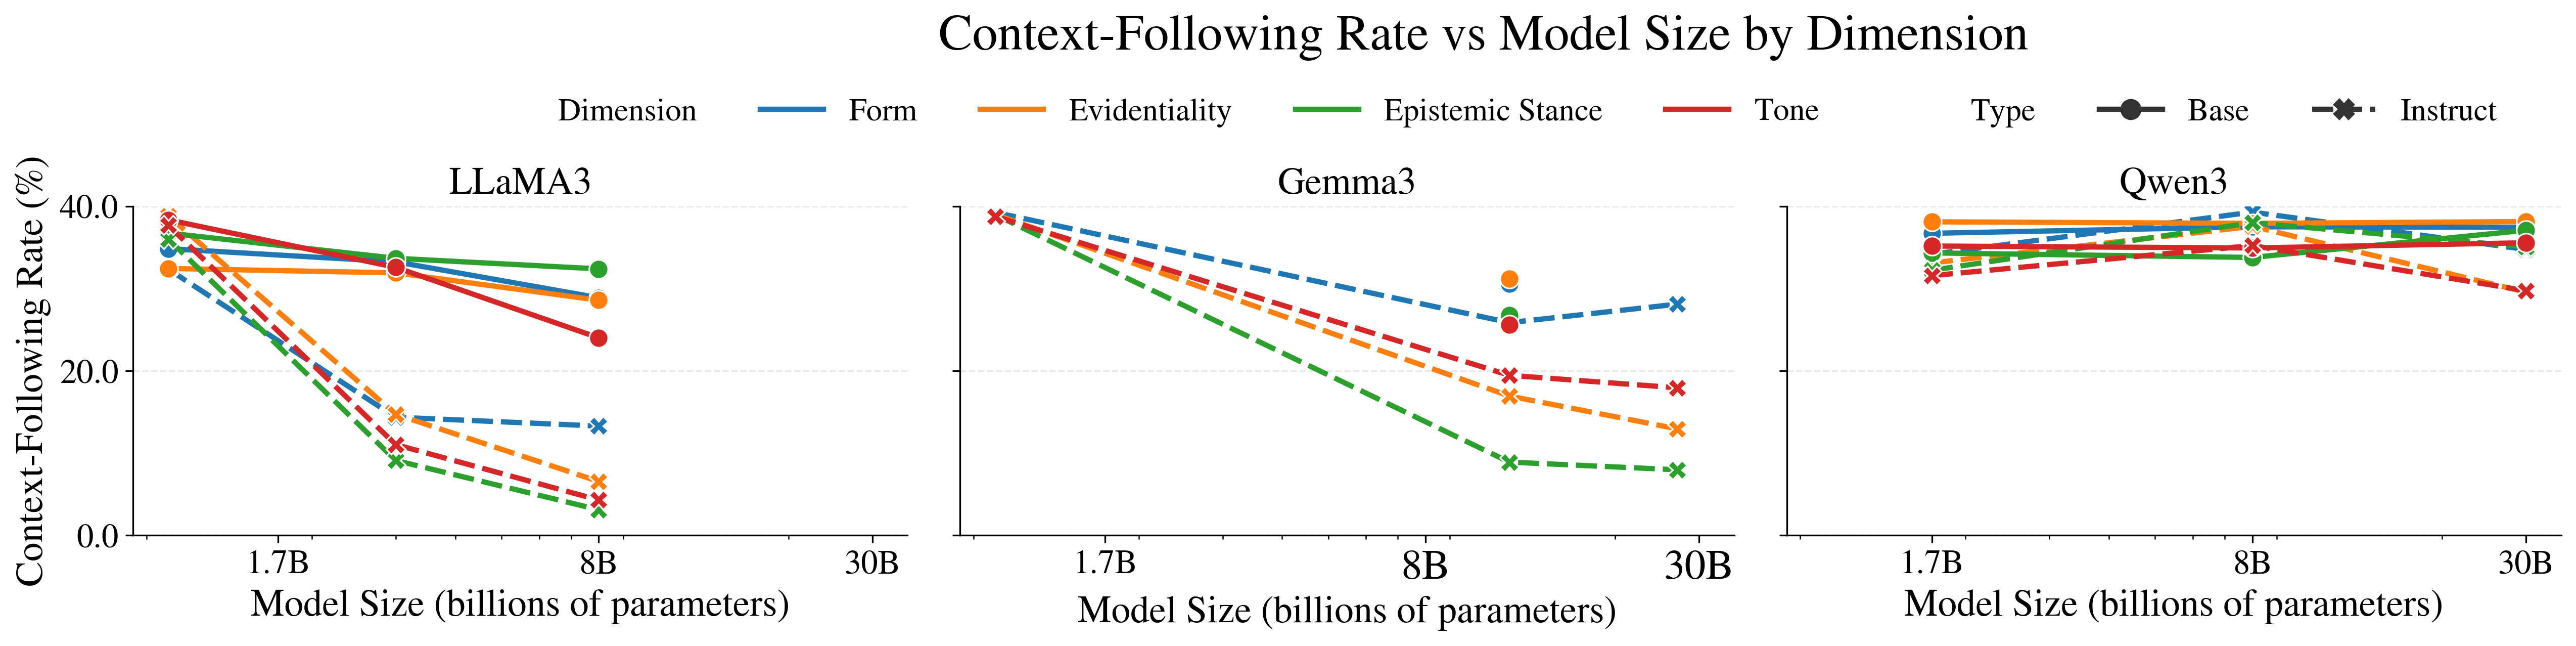 Context-Following Rate vs Model Size by Dimension
Dimension Form Evidentiality Epistemic Stance Tone Type Base Instruct
LLaMA3
Gemma3
Qwen3
Context-Following Rate (%)
40.0
20.0
0.0
1.7B 8B 30B
1.7B 8B 30B
1.7B 8B 30B
Model Size (billions of parameters)
Model Size (billions of parameters)
Model Size (billions of parameters)